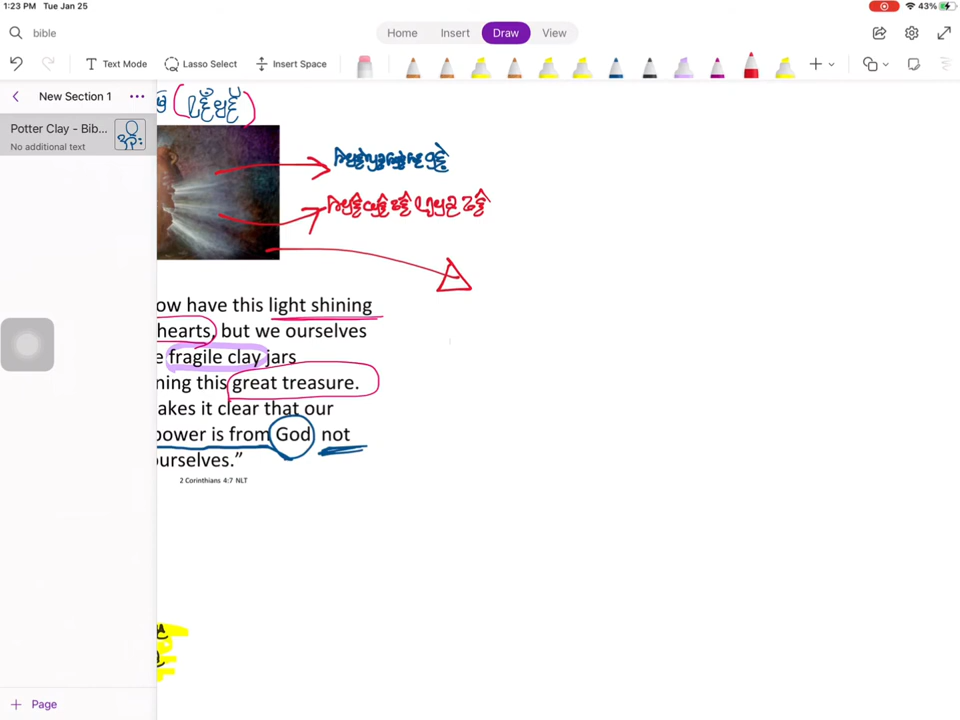 1:23 PM Tue Jan 25
43%
bible
Home Insert Draw View
Text Mode
Lasso Select
Insert Space
New Section 1
Potter Clay - Bib...
No additional text
ow have this light shining
hearts, but we ourselves
e fragile clay jars
ning this great treasure.
akes it clear that our
power is from God not
ourselves.”
2 Corinthians 4:7 NLT
Page